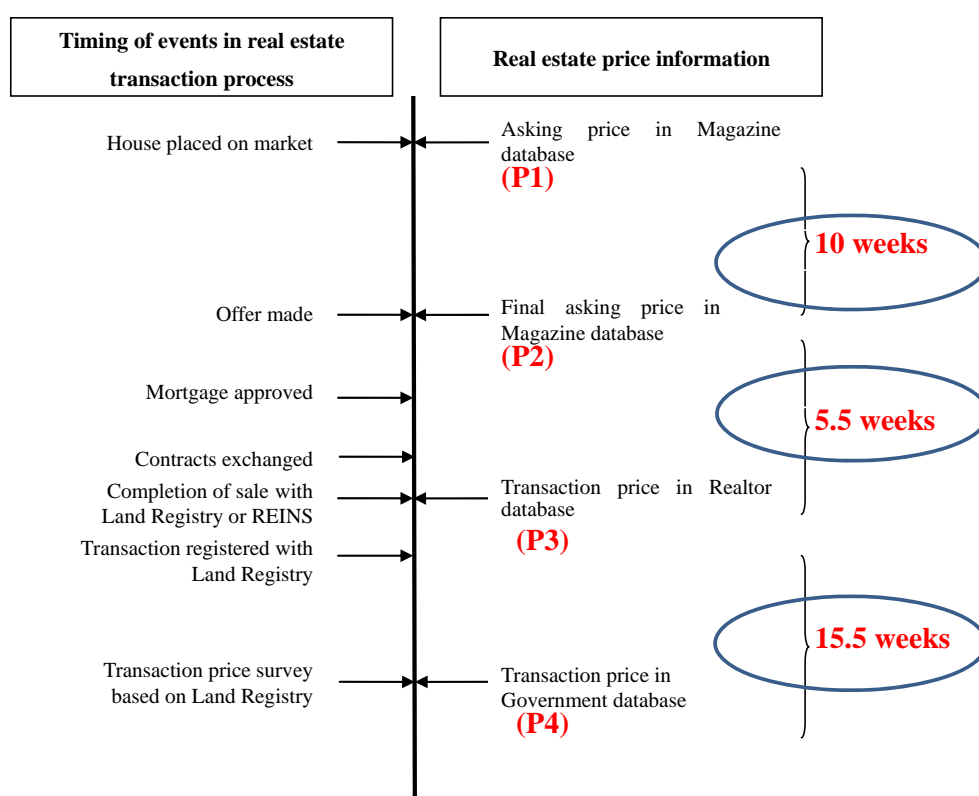 Timing of events in real estate
transaction process
Real estate price information
House placed on market
Asking price in Magazine
database
(P1)
10 weeks
Offer made
Final asking price in
Magazine database
(P2)
Mortgage approved
5.5 weeks
Contracts exchanged
Completion of sale with
Land Registry or REINS
Transaction price in Realtor
database
(P3)
Transaction registered with
Land Registry
15.5 weeks
Transaction price survey
based on Land Registry
Transaction price in
Government database
(P4)